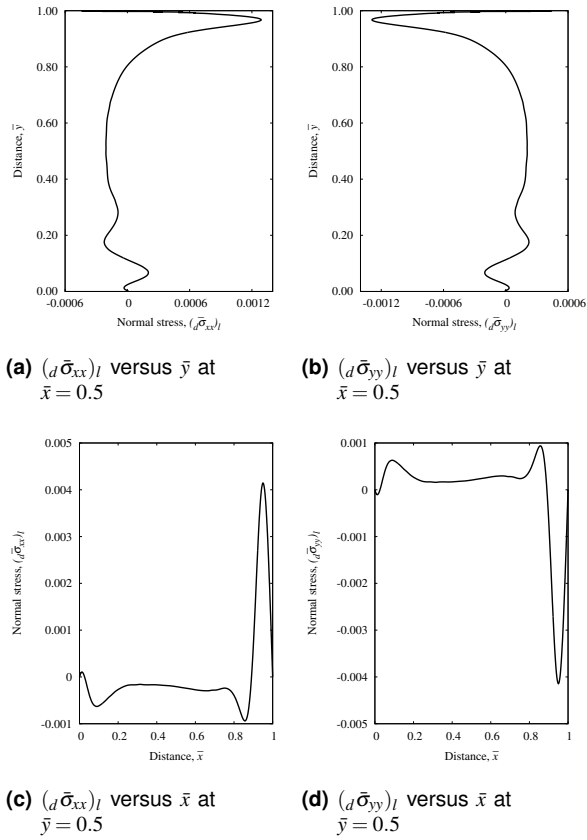 1.00
0.80
0.60
0.40
0.20
0.00
-0.0006
0
0.0006
0.0012
Distance, ȳ
Normal stress, (dσ̄xx)l
1.00
0.80
0.60
0.40
0.20
0.00
-0.0012
-0.0006
0
0.0006
Distance, ȳ
Normal stress, (dσ̄yy)l
(a) (dσ̄xx)l versus ȳ at
x̄ = 0.5
(b) (dσ̄yy)l versus ȳ at
x̄ = 0.5
0.005
0.004
0.003
0.002
0.001
0
-0.001
0
0.2
0.4
0.6
0.8
1
Normal stress, (dσ̄xx)l
Distance, x̄
0.001
0
-0.001
-0.002
-0.003
-0.004
-0.005
0
0.2
0.4
0.6
0.8
1
Normal stress, (dσ̄yy)l
Distance, x̄
(c) (dσ̄xx)l versus x̄ at
ȳ = 0.5
(d) (dσ̄yy)l versus x̄ at
ȳ = 0.5